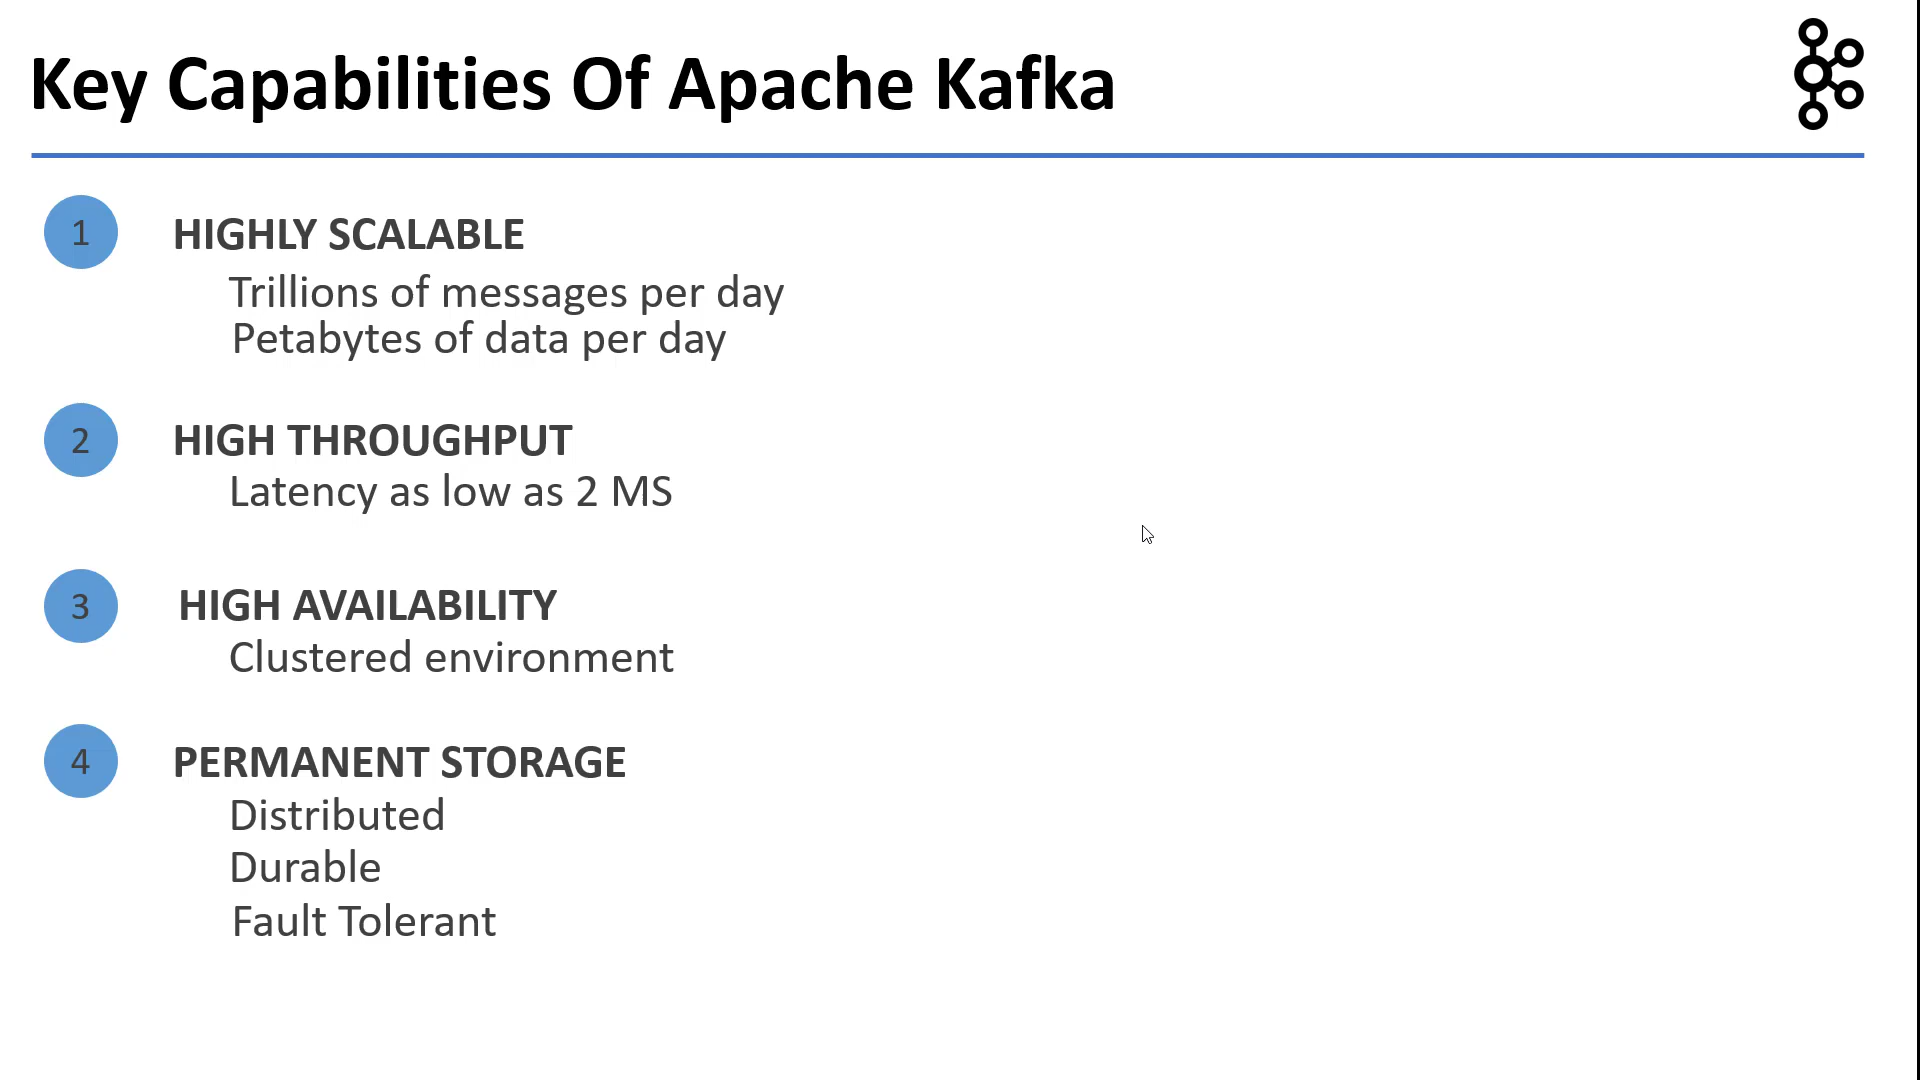 Key Capabilities Of Apache Kafka
1 HIGHLY SCALABLE
Trillions of messages per day
Petabytes of data per day
2 HIGH THROUGHPUT
Latency as low as 2 MS
3 HIGH AVAILABILITY
Clustered environment
4 PERMANENT STORAGE
Distributed
Durable
Fault Tolerant